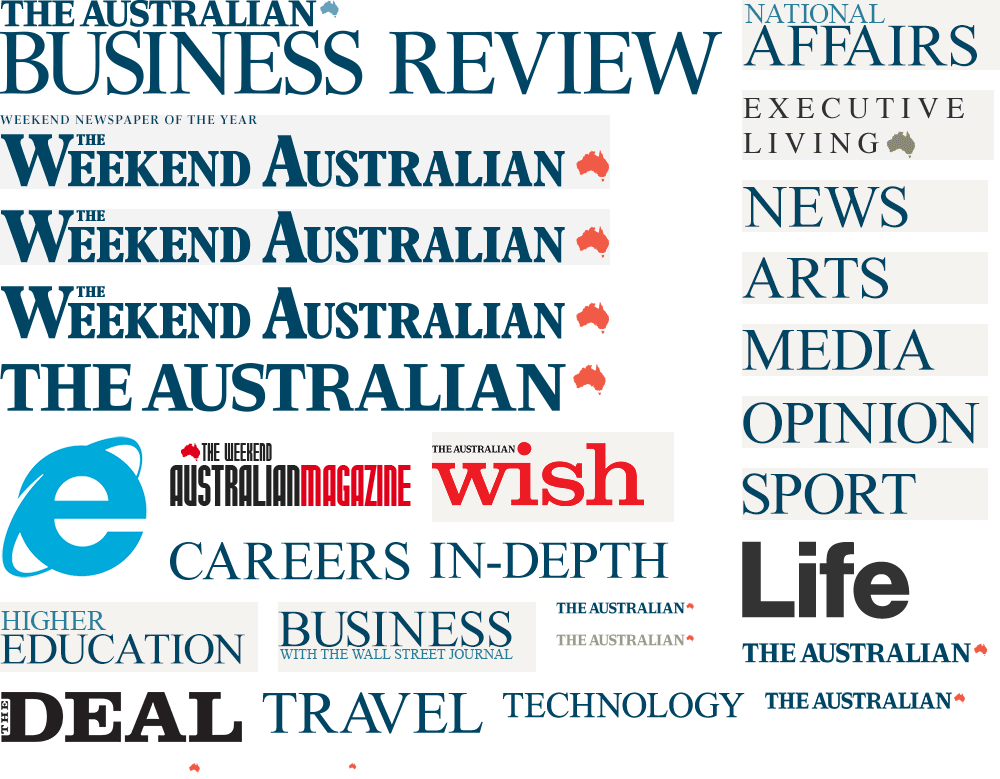 THE AUSTRALIAN
BUSINESS REVIEW
WEEKEND NEWSPAPER OF THE YEAR
THE WEEKEND AUSTRALIAN
THE WEEKEND AUSTRALIAN
THE WEEKEND AUSTRALIAN
THE AUSTRALIAN
THE WEEKEND
AUSTRALIANMAGAZINE
THE AUSTRALIAN
wish
CAREERS
IN-DEPTH
HIGHER
EDUCATION
BUSINESS
WITH THE WALL STREET JOURNAL
THE AUSTRALIAN
THE AUSTRALIAN
THE DEAL
TRAVEL
TECHNOLOGY
THE AUSTRALIAN
NATIONAL
AFFAIRS
EXECUTIVE
LIVING
NEWS
ARTS
MEDIA
OPINION
SPORT
Life
THE AUSTRALIAN